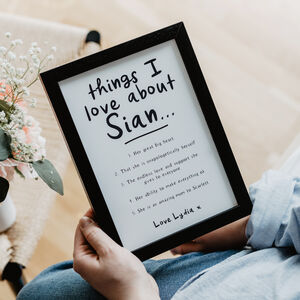 things I
love about
Sian...
1. Her great big heart
2. That she is unapologetically herself
3. The endless love and support she
gives to everyone
4. Her ability to make everything ok
5. She is an amazing mum to Scarlett
Love Lydia x